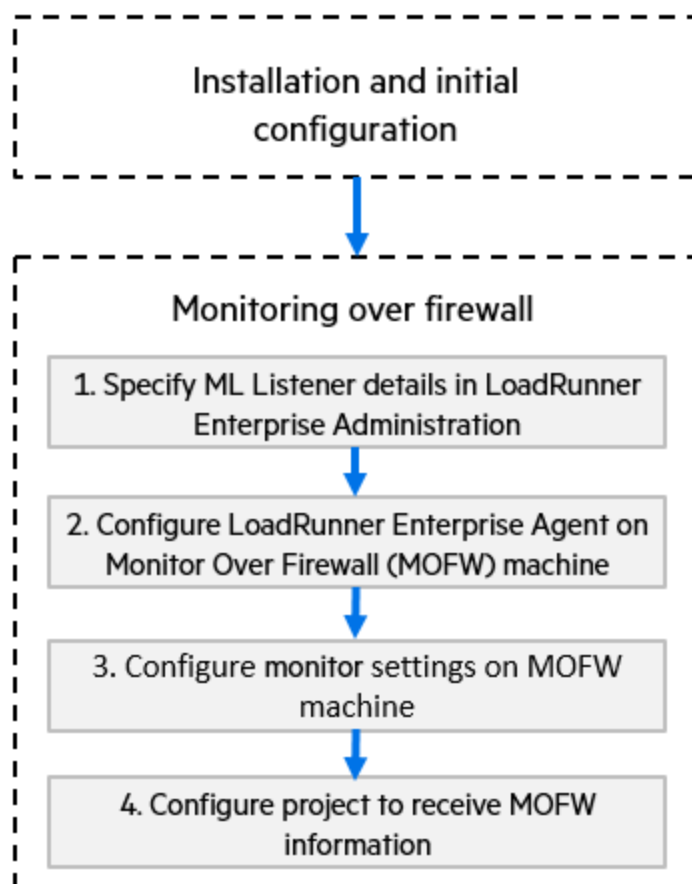 Installation and initial
configuration
Monitoring over firewall
1. Specify ML Listener details in LoadRunner
Enterprise Administration
2. Configure LoadRunner Enterprise Agent on
Monitor Over Firewall (MOFW) machine
3. Configure monitor settings on MOFW
machine
4. Configure project to receive MOFW
information